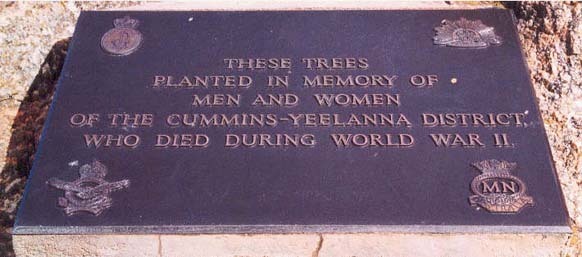 THESE TREES
PLANTED IN MEMORY OF
MEN AND WOMEN
OF THE CUMMINS-YEELANNA DISTRICT,
WHO DIED DURING WORLD WAR II.
MN